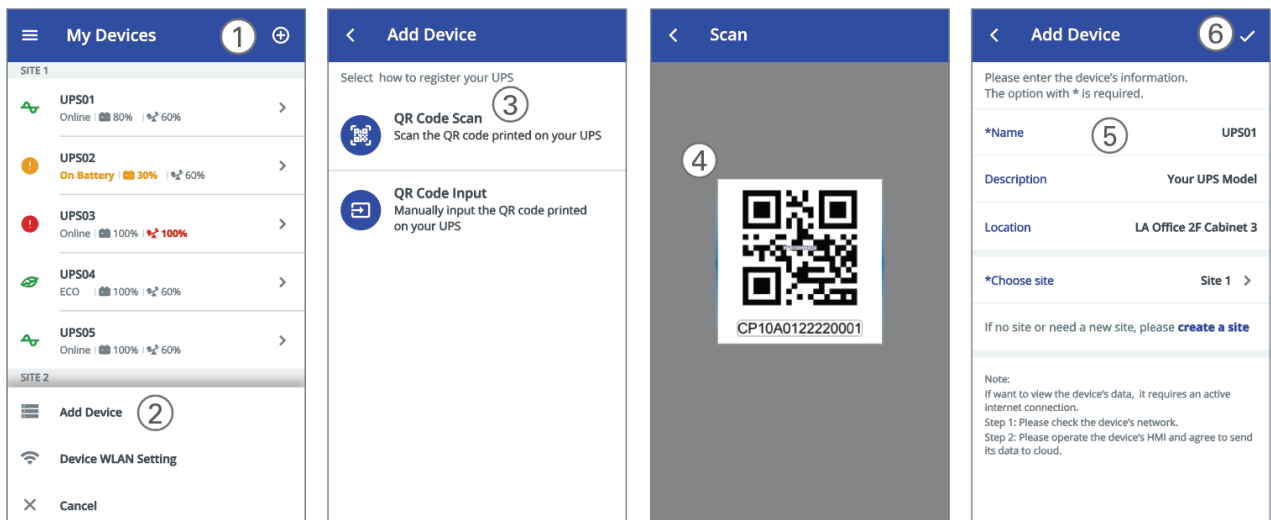 My Devices
1
SITE 1
UPS01
Online | 80% | 60%
UPS02
On Battery | 30% | 60%
UPS03
Online | 100% | 100%
UPS04
ECO | 100% | 60%
UPS05
Online | 100% | 60%
SITE 2
Add Device
2
Device WLAN Setting
Cancel
Add Device
Select how to register your UPS
3
QR Code Scan
Scan the QR code printed on your UPS
QR Code Input
Manually input the QR code printed
on your UPS
Scan
4
CP10A0122220001
Add Device
6
Please enter the device's information.
The option with * is required.
*Name UPS01
5
Description Your UPS Model
Location LA Office 2F Cabinet 3
*Choose site Site 1
If no site or need a new site, please create a site
Note:
If want to view the device's data, it requires an active
internet connection.
Step 1: Please check the device's network.
Step 2: Please operate the device's HMI and agree to send
its data to cloud.